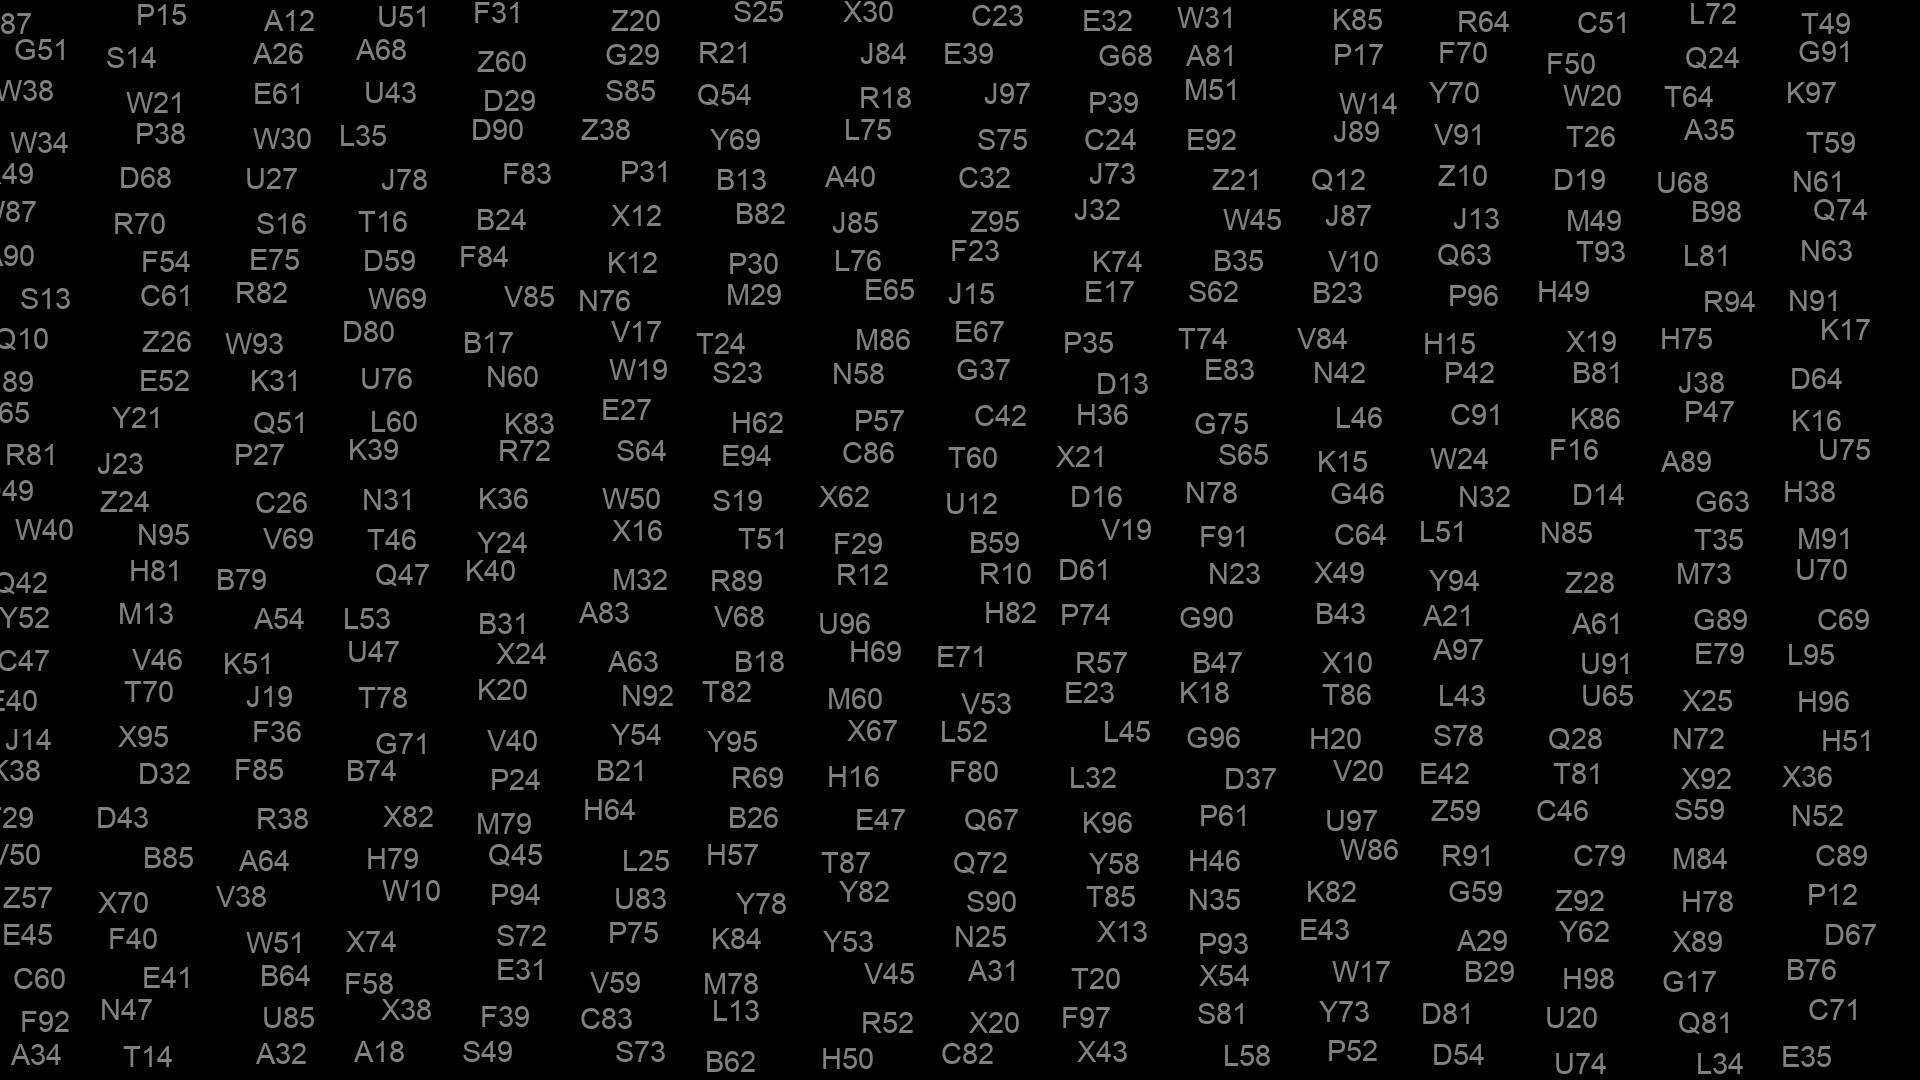 87 P15 A12 U51 F31 Z20 S25 X30 C23 E32 W31 K85 R64 C51 L72 T49
G51 S14 A26 A68 Z60 G29 R21 J84 E39 G68 A81 P17 F70 F50 Q24 G91
W38 W21 E61 U43 D29 S85 Q54 R18 J97 P39 M51 W14 Y70 W20 T64 K97
W34 P38 W30 L35 D90 Z38 Y69 L75 S75 C24 E92 J89 V91 T26 A35 T59
49 D68 U27 J78 F83 P31 B13 A40 C32 J73 Z21 Q12 Z10 D19 U68 N61
87 R70 S16 T16 B24 X12 B82 J85 Z95 J32 W45 J87 J13 M49 B98 Q74
90 F54 E75 D59 F84 K12 P30 L76 F23 K74 B35 V10 Q63 T93 L81 N63
S13 C61 R82 W69 V85 N76 M29 E65 J15 E17 S62 B23 P96 H49 R94 N91
Q10 Z26 W93 D80 B17 V17 T24 M86 E67 P35 T74 V84 H15 X19 H75 K17
89 E52 K31 U76 N60 W19 S23 N58 G37 D13 E83 N42 P42 B81 J38 D64
65 Y21 Q51 L60 K83 E27 H62 P57 C42 H36 G75 L46 C91 K86 P47 K16
R81 J23 P27 K39 R72 S64 E94 C86 T60 X21 S65 K15 W24 F16 A89 U75
49 Z24 C26 N31 K36 W50 S19 X62 U12 D16 N78 G46 N32 D14 G63 H38
W40 N95 V69 T46 Y24 X16 T51 F29 B59 V19 F91 C64 L51 N85 T35 M91
Q42 H81 B79 Q47 K40 M32 R89 R12 R10 D61 N23 X49 Y94 Z28 M73 U70
Y52 M13 A54 L53 B31 A83 V68 U96 H82 P74 G90 B43 A21 A61 G89 C69
C47 V46 K51 U47 X24 A63 B18 H69 E71 R57 B47 X10 A97 U91 E79 L95
E40 T70 J19 T78 K20 N92 T82 M60 V53 E23 K18 T86 L43 U65 X25 H96
J14 X95 F36 G71 V40 Y54 Y95 X67 L52 L45 G96 H20 S78 Q28 N72 H51
K38 D32 F85 B74 P24 B21 R69 H16 F80 L32 D37 V20 E42 T81 X92 X36
29 D43 R38 X82 M79 H64 B26 E47 Q67 K96 P61 U97 Z59 C46 S59 N52
V50 B85 A64 H79 Q45 L25 H57 T87 Q72 Y58 H46 W86 R91 C79 M84 C89
Z57 X70 V38 W10 P94 U83 Y78 Y82 S90 T85 N35 K82 G59 Z92 H78 P12
E45 F40 W51 X74 S72 P75 K84 Y53 N25 X13 P93 E43 A29 Y62 X89 D67
C60 E41 B64 F58 E31 V59 M78 V45 A31 T20 X54 W17 B29 H98 G17 B76
F92 N47 U85 X38 F39 C83 L13 R52 X20 F97 S81 Y73 D81 U20 Q81 C71
A34 T14 A32 A18 S49 S73 B62 H50 C82 X43 L58 P52 D54 U74 L34 E35